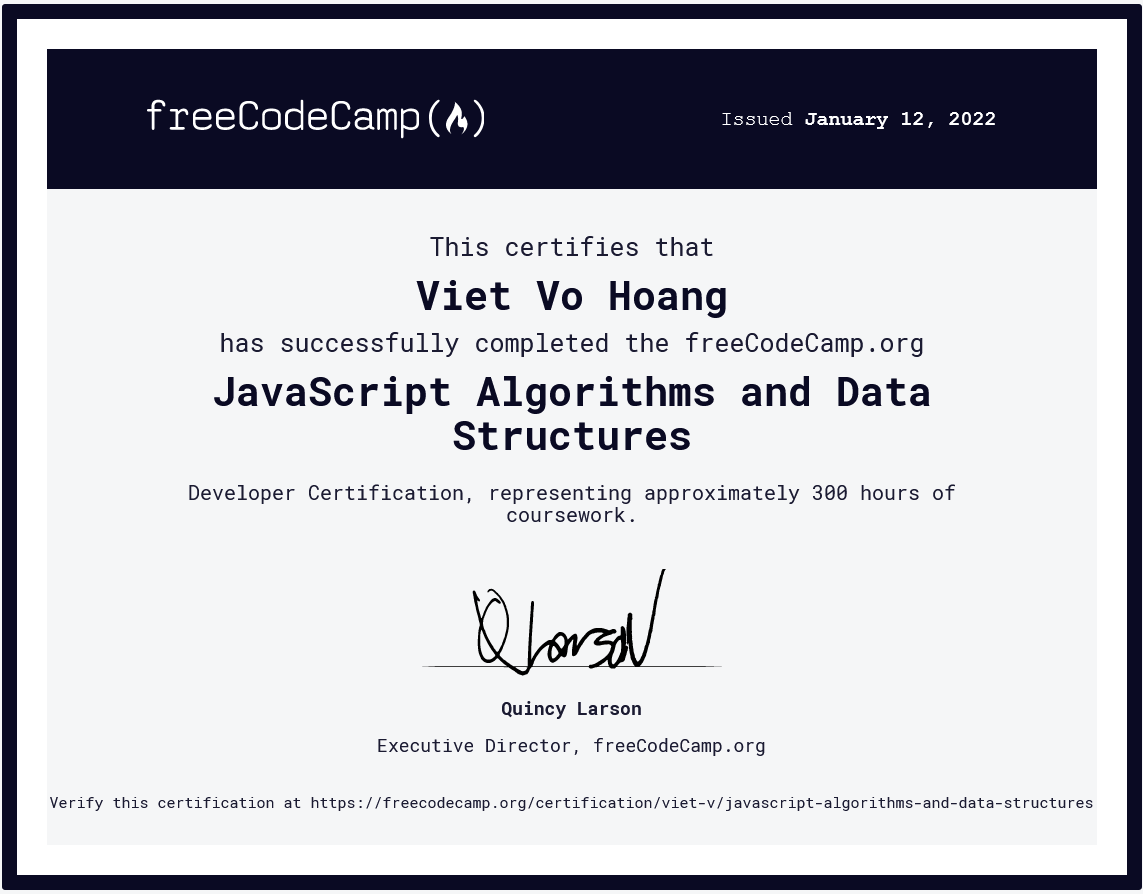 freeCodeCamp(🔥)
Issued January 12, 2022
This certifies that
Viet Vo Hoang
has successfully completed the freeCodeCamp.org
JavaScript Algorithms and Data
Structures
Developer Certification, representing approximately 300 hours of
coursework.
Q Larson
Quincy Larson
Executive Director, freeCodeCamp.org
Verify this certification at https://freecodecamp.org/certification/viet-v/javascript-algorithms-and-data-structures